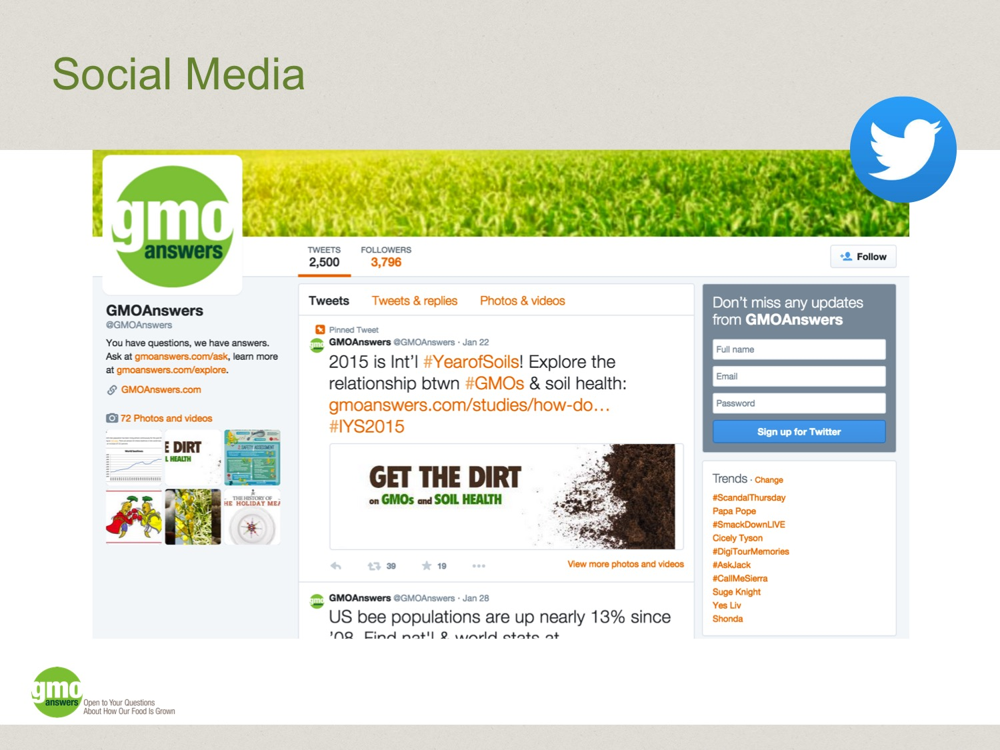 Social Media
gmo
answers
TWEETS
2,500
FOLLOWERS
3,796
Follow
GMOAnswers
@GMOAnswers
You have questions, we have answers.
Ask at gmoanswers.com/ask, learn more
at gmoanswers.com/explore.
GMOAnswers.com
72 Photos and videos
World
E DIRT
L HEALTH
SAFETY ASSESSMENT
THE HISTORY OF
HE HOLIDAY MEA
Tweets
Tweets & replies
Photos & videos
Pinned Tweet
gmo
GMOAnswers @GMOAnswers · Jan 22
2015 is Int'l #YearofSoils! Explore the
relationship btwn #GMOs & soil health:
gmoanswers.com/studies/how-do…
#IYS2015
GET THE DIRT
on GMOs and SOIL HEALTH
39
19
View more photos and videos
gmo
GMOAnswers @GMOAnswers · Jan 28
US bee populations are up nearly 13% since
'08. Find nat'l & world stats at
Don't miss any updates
from GMOAnswers
Full name
Email
Password
Sign up for Twitter
Trends · Change
#ScandalThursday
Papa Pope
#SmackDownLIVE
Cicely Tyson
#DigiTourMemories
#AskJack
#CallMeSierra
Suge Knight
Yes Liv
Shonda
gmo
answers
Open to Your Questions
About How Our Food Is Grown